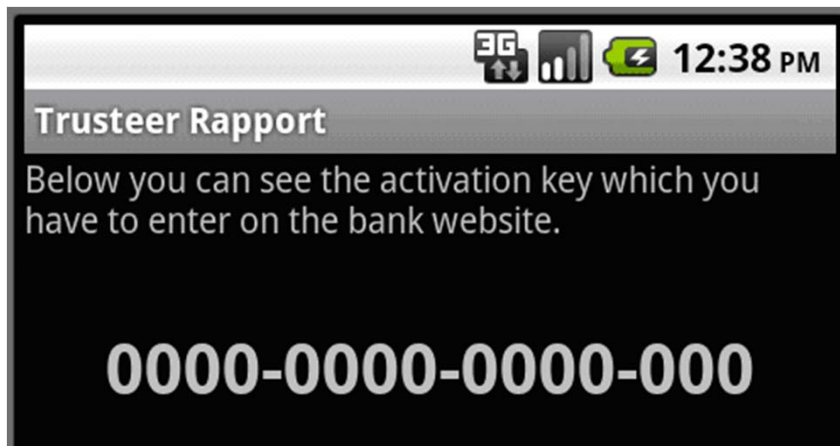 3G 12:38 PM
Trusteer Rapport
Below you can see the activation key which you
have to enter on the bank website.
0000-0000-0000-000